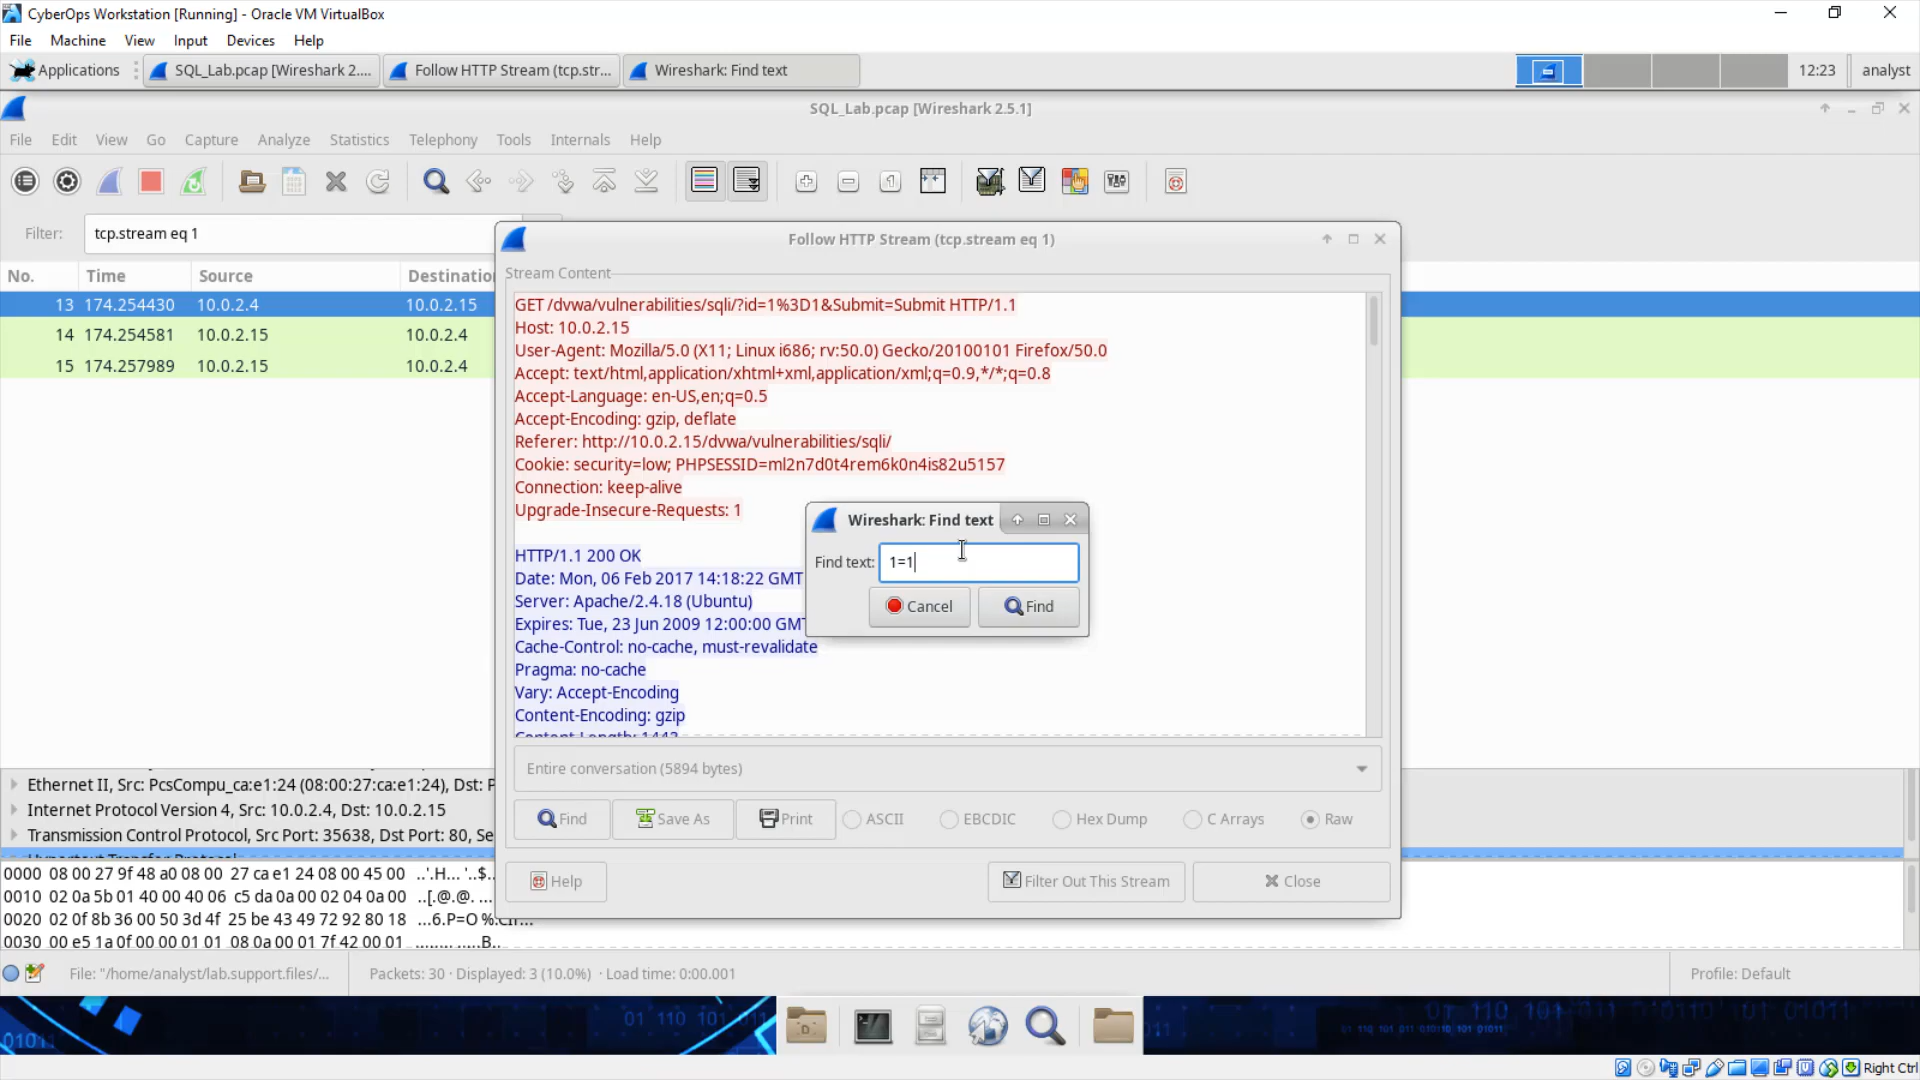 CyberOps Workstation [Running] - Oracle VM VirtualBox
File Machine View Input Devices Help
Applications
SQL_Lab.pcap [Wireshark 2....
Follow HTTP Stream (tcp.str...
Wireshark: Find text
12:23
analyst
SQL_Lab.pcap [Wireshark 2.5.1]
File Edit View Go Capture Analyze Statistics Telephony Tools Internals Help
Filter: tcp.stream eq 1
No. Time Source Destination
13 174.254430 10.0.2.4 10.0.2.15
14 174.254581 10.0.2.15 10.0.2.4
15 174.257989 10.0.2.15 10.0.2.4
Follow HTTP Stream (tcp.stream eq 1)
Stream Content
GET /dvwa/vulnerabilities/sqli/?id=1%3D1&Submit=Submit HTTP/1.1
Host: 10.0.2.15
User-Agent: Mozilla/5.0 (X11; Linux i686; rv:50.0) Gecko/20100101 Firefox/50.0
Accept: text/html,application/xhtml+xml,application/xml;q=0.9,*/*;q=0.8
Accept-Language: en-US,en;q=0.5
Accept-Encoding: gzip, deflate
Referer: http://10.0.2.15/dvwa/vulnerabilities/sqli/
Cookie: security=low; PHPSESSID=ml2n7d0t4rem6k0n4is82u5157
Connection: keep-alive
Upgrade-Insecure-Requests: 1
HTTP/1.1 200 OK
Date: Mon, 06 Feb 2017 14:18:22 GMT
Server: Apache/2.4.18 (Ubuntu)
Expires: Tue, 23 Jun 2009 12:00:00 GMT
Cache-Control: no-cache, must-revalidate
Pragma: no-cache
Vary: Accept-Encoding
Content-Encoding: gzip
Content-Length: 1443
Wireshark: Find text
Find text: 1=1
Cancel Find
Entire conversation (5894 bytes)
Find Save As Print ASCII EBCDIC Hex Dump C Arrays Raw
Help Filter Out This Stream Close
Ethernet II, Src: PcsCompu_ca:e1:24 (08:00:27:ca:e1:24), Dst: P
Internet Protocol Version 4, Src: 10.0.2.4, Dst: 10.0.2.15
Transmission Control Protocol, Src Port: 35638, Dst Port: 80, Se
Hypertext Transfer Protocol
0000 08 00 27 9f 48 a0 08 00 27 ca e1 24 08 00 45 00 ..'.H... '..$..
0010 02 0a 5b 01 40 00 40 06 c5 da 0a 00 02 04 0a 00 ..[.@.@. ....
0020 02 0f 8b 36 00 50 3d 4f 25 be 43 49 72 92 80 18 ...6.P=O %.CIr...
0030 00 e5 1a 0f 00 00 01 01 08 0a 00 01 7f 42 00 01 ........ .....B..
File: "/home/analyst/lab.support.files/...
Packets: 30 · Displayed: 3 (10.0%) · Load time: 0:00.001
Profile: Default
Right Ctrl